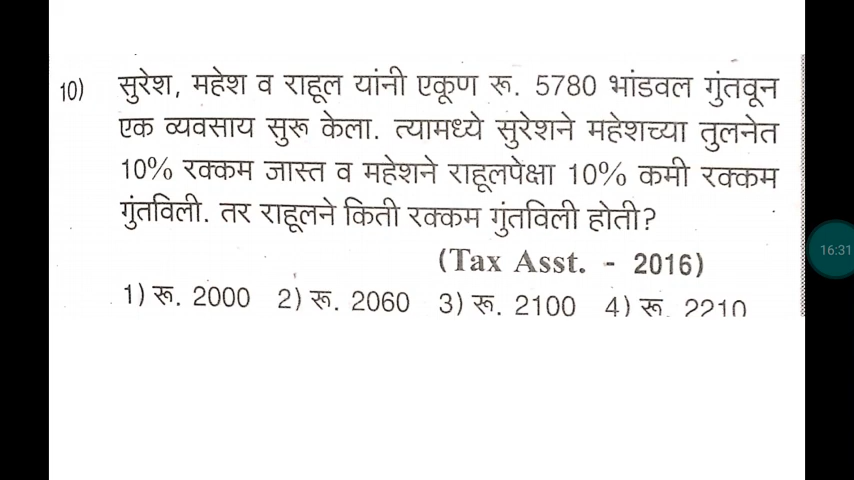 10) सुरेश, महेश व राहूल यांनी एकूण रू. 5780 भांडवल गुंतवून
एक व्यवसाय सुरू केला. त्यामध्ये सुरेशने महेशच्या तुलनेत
10% रक्कम जास्त व महेशने राहूलपेक्षा 10% कमी रक्कम
गुंतविली. तर राहूलने किती रक्कम गुंतविली होती?
(Tax Asst. - 2016)
1) रू. 2000 2) रू. 2060 3) रू. 2100 4) रू. 2210
16:31